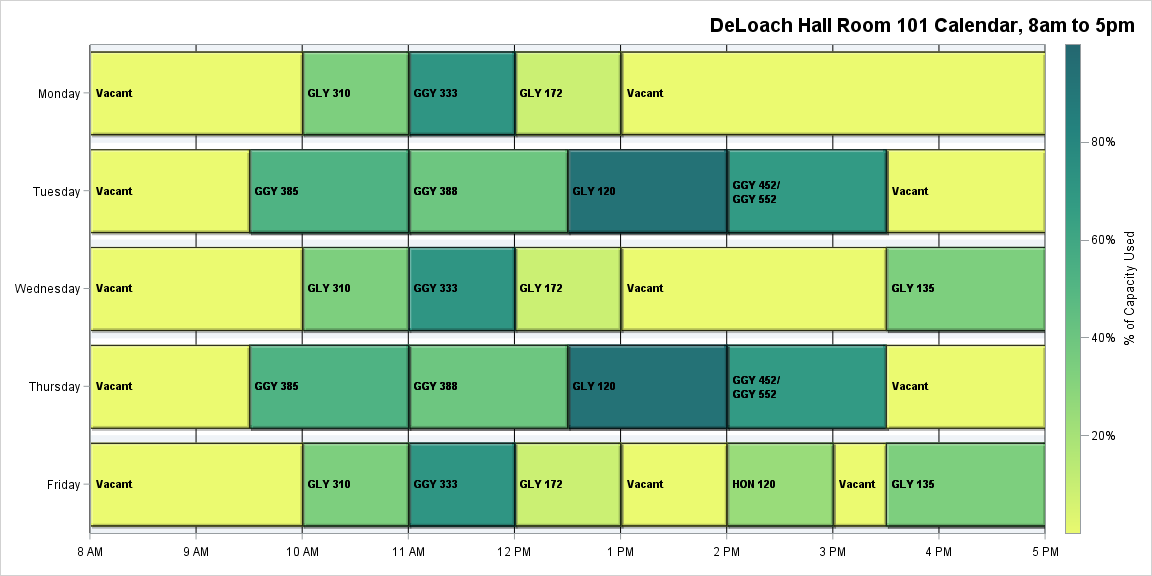 DeLoach Hall Room 101 Calendar, 8am to 5pm
Monday
Vacant
GLY 310
GGY 333
GLY 172
Vacant
Tuesday
Vacant
GGY 385
GGY 388
GLY 120
GGY 452/
GGY 552
Vacant
Wednesday
Vacant
GLY 310
GGY 333
GLY 172
Vacant
GLY 135
Thursday
Vacant
GGY 385
GGY 388
GLY 120
GGY 452/
GGY 552
Vacant
Friday
Vacant
GLY 310
GGY 333
GLY 172
Vacant
HON 120
Vacant
GLY 135
8 AM
9 AM
10 AM
11 AM
12 PM
1 PM
2 PM
3 PM
4 PM
5 PM
80%
60%
40%
20%
% of Capacity Used